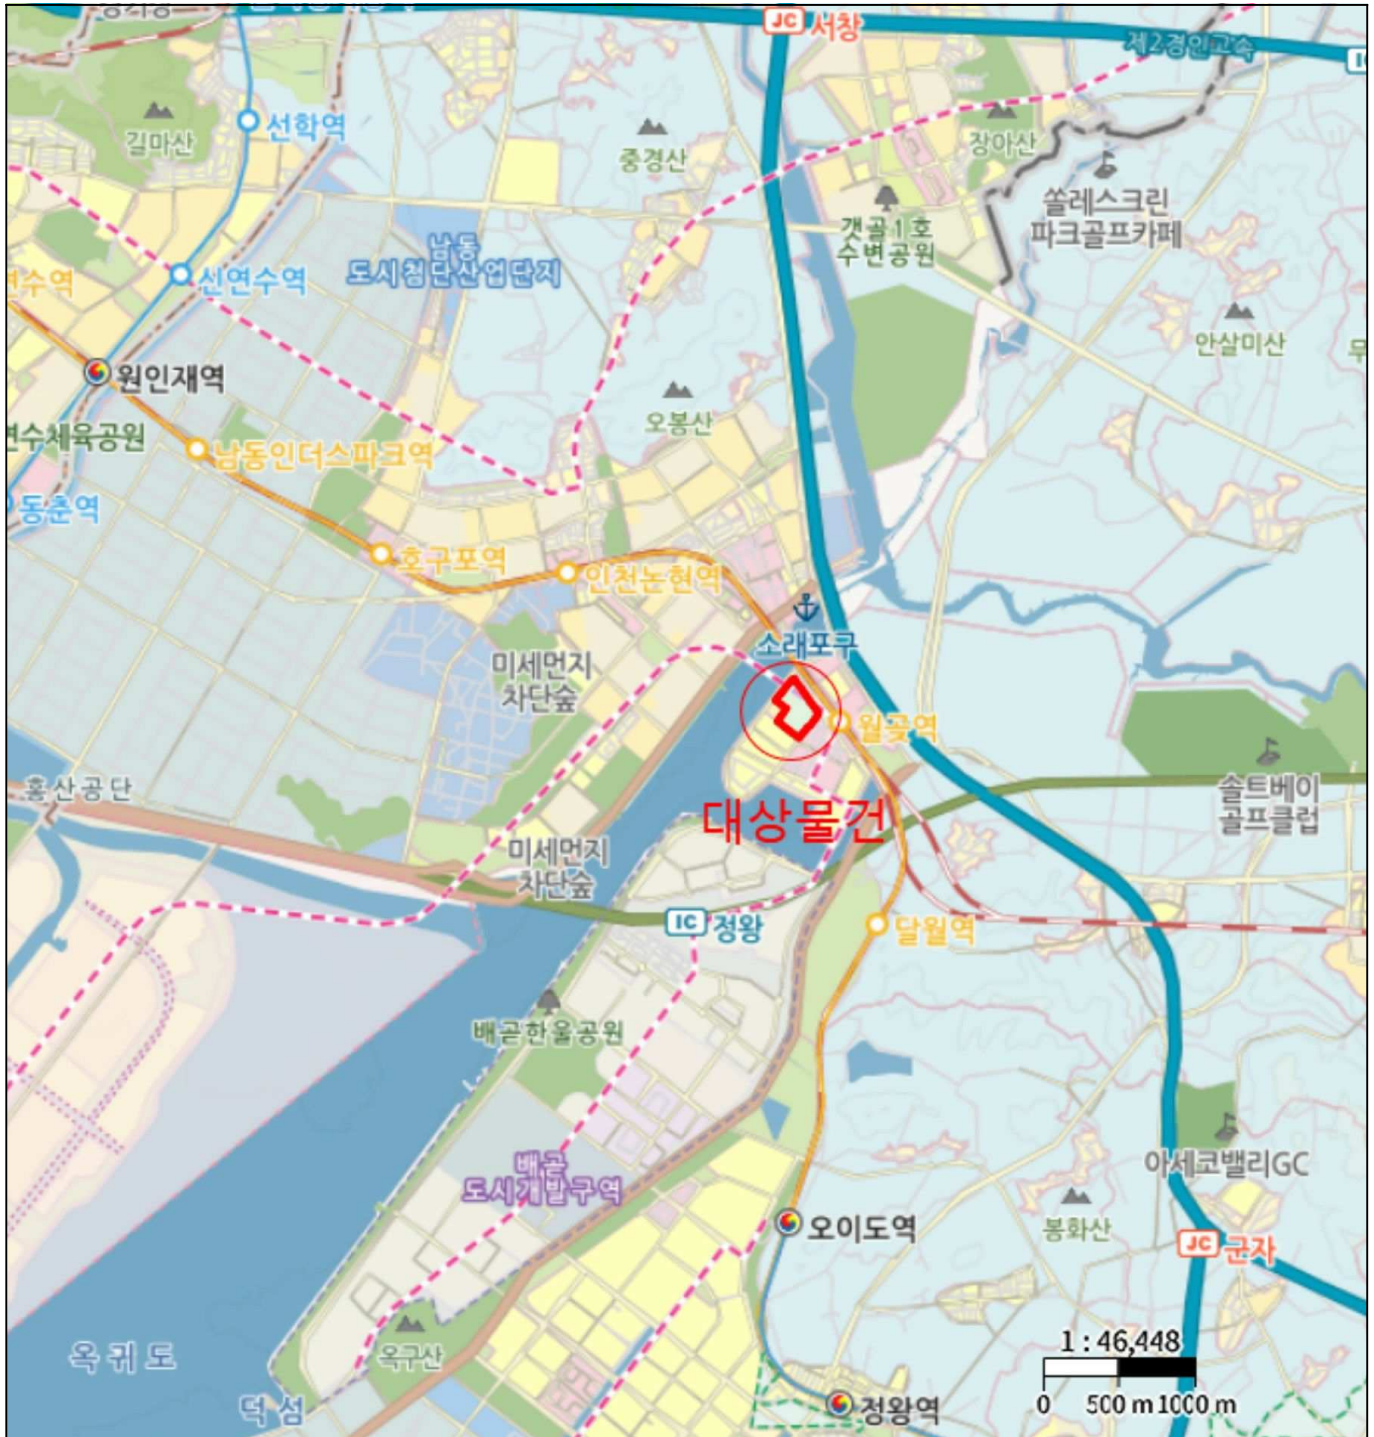 JC 서창
제2경인고속
길마산
선학역
중경산
장아산
쏠레스크린
파크골프카페
갯골1호
수변공원
남동
도시첨단산업단지
신연수역
연수역
안살미산
원인재역
오봉산
연수체육공원
남동인더스파크역
동춘역
호구포역
인천논현역
소래포구
미세먼지
차단숲
월곶역
솔트베이
골프클럽
대상물건
미세먼지
차단숲
IC 정왕
달월역
배곧한울공원
배곧
도시개발구역
아세코밸리GC
봉화산
오이도역
JC 군자
옥귀도
옥구산
덕섬
정왕역
1 : 46,448
0 500 m 1000 m